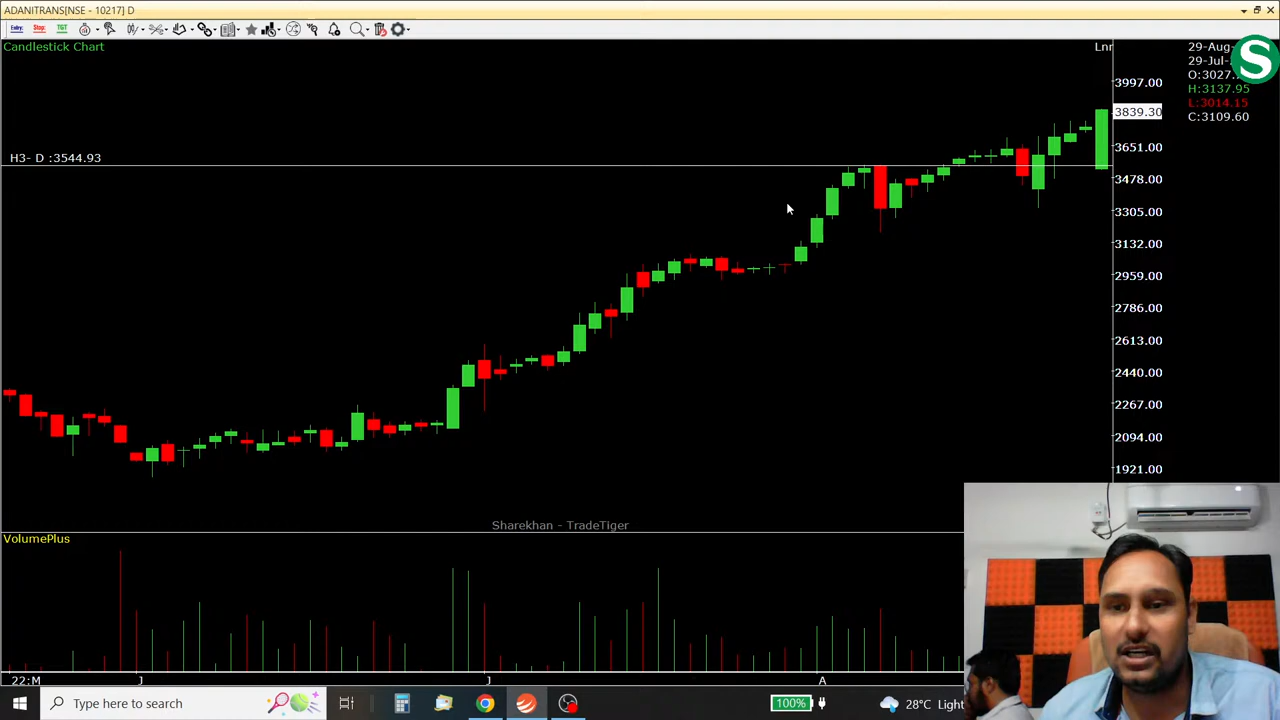 ADANITRANS[NSE - 10217] D
Entry: Stop: TGT
Candlestick Chart
Lnr
29-Aug-
29-Jul-
O:3027.
H:3137.95
L:3014.15
C:3109.60
S
3997.00
3839.30
3651.00
3478.00
3305.00
3132.00
2959.00
2786.00
2613.00
2440.00
2267.00
2094.00
1921.00
H3- D :3544.93
Sharekhan - TradeTiger
VolumePlus
22:M J J A
Type here to search
100%
28°C Light